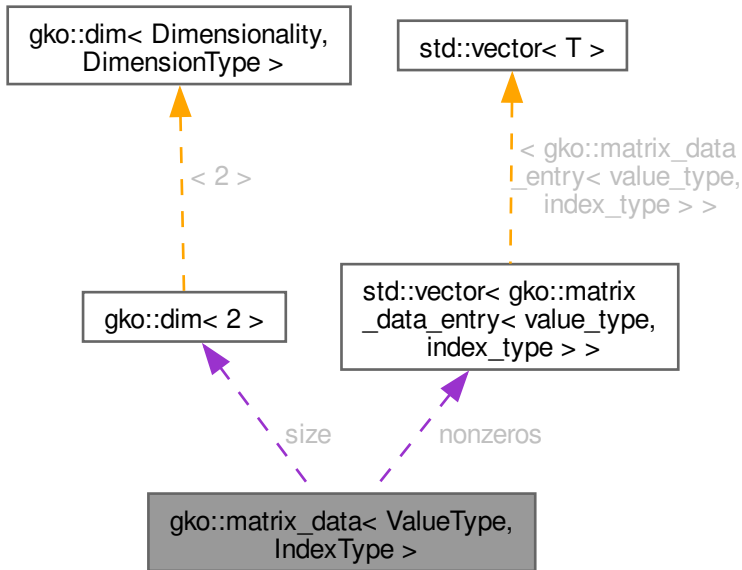 gko::dim< Dimensionality,
DimensionType >
std::vector< T >
< 2 >
< gko::matrix_data
_entry< value_type,
index_type > >
gko::dim< 2 >
std::vector< gko::matrix
_data_entry< value_type,
index_type > >
size
nonzeros
gko::matrix_data< ValueType,
IndexType >